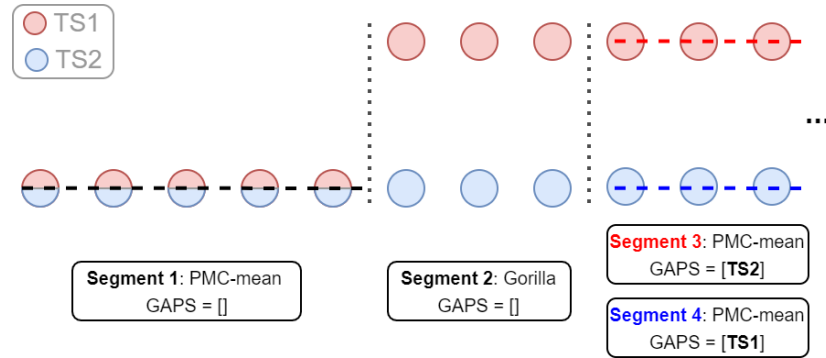 TS1
TS2
...
Segment 1: PMC-mean
GAPS = []
Segment 2: Gorilla
GAPS = []
Segment 3: PMC-mean
GAPS = [TS2]
Segment 4: PMC-mean
GAPS = [TS1]